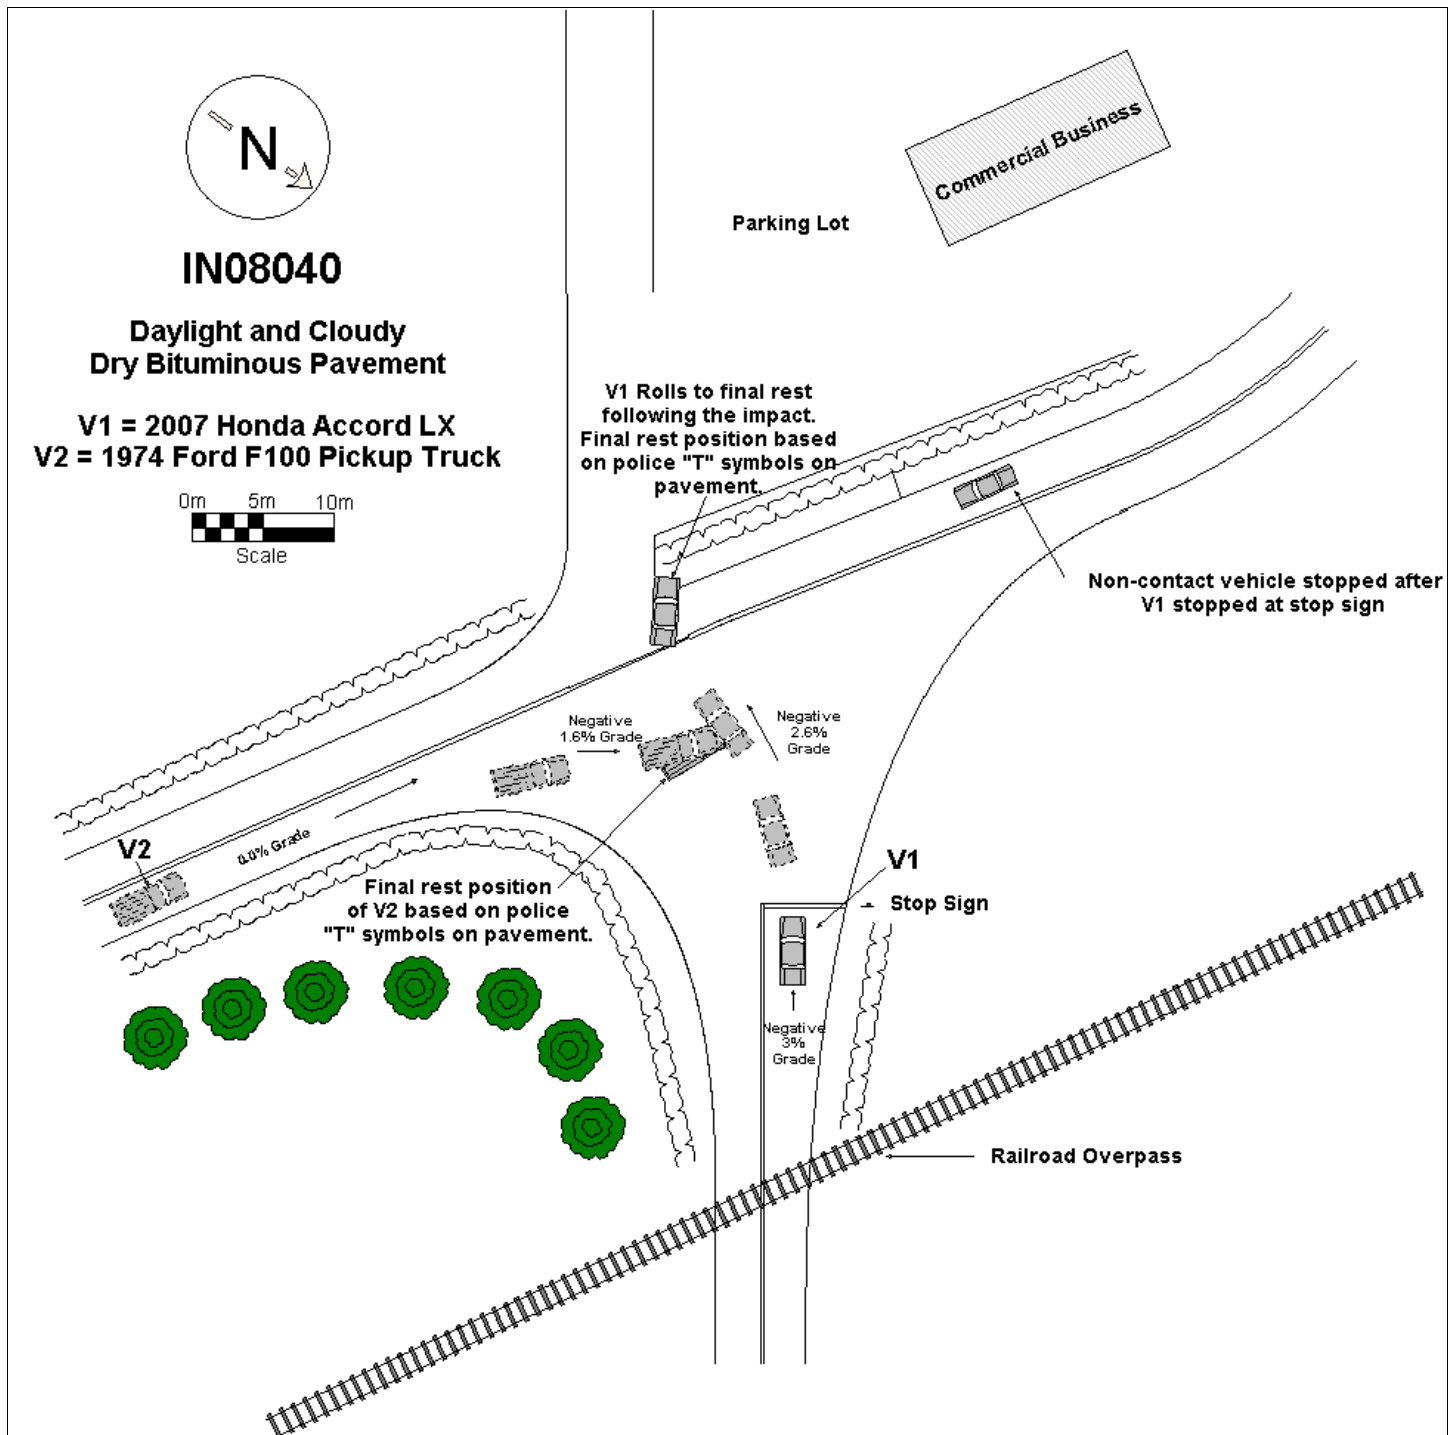 N
IN08040
Daylight and Cloudy
Dry Bituminous Pavement
V1 = 2007 Honda Accord LX
V2 = 1974 Ford F100 Pickup Truck
0m 5m 10m
Scale
Commercial Business
Parking Lot
V1 Rolls to final rest
following the impact.
Final rest position based
on police "T" symbols on
pavement.
Non-contact vehicle stopped after
V1 stopped at stop sign
Negative
1.6% Grade
Negative
2.6%
Grade
V2
0.0% Grade
Final rest position
of V2 based on police
"T" symbols on pavement.
V1
Stop Sign
Negative
3%
Grade
Railroad Overpass